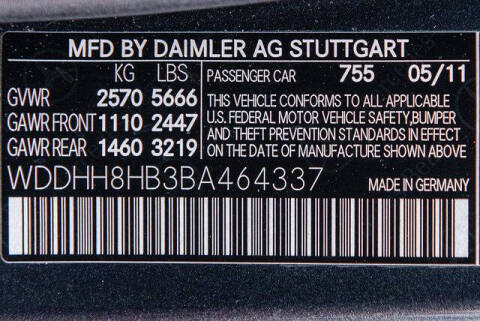 MFD BY DAIMLER AG STUTTGART
KG LBS
GVWR 2570 5666
GAWR FRONT 1110 2447
GAWR REAR 1460 3219
PASSENGER CAR 755 05/11
THIS VEHICLE CONFORMS TO ALL APPLICABLE
U.S. FEDERAL MOTOR VEHICLE SAFETY,BUMPER
AND THEFT PREVENTION STANDARDS IN EFFECT
ON THE DATE OF MANUFACTURE SHOWN ABOVE.
WDDHH8HB3BA464337 MADE IN GERMANY